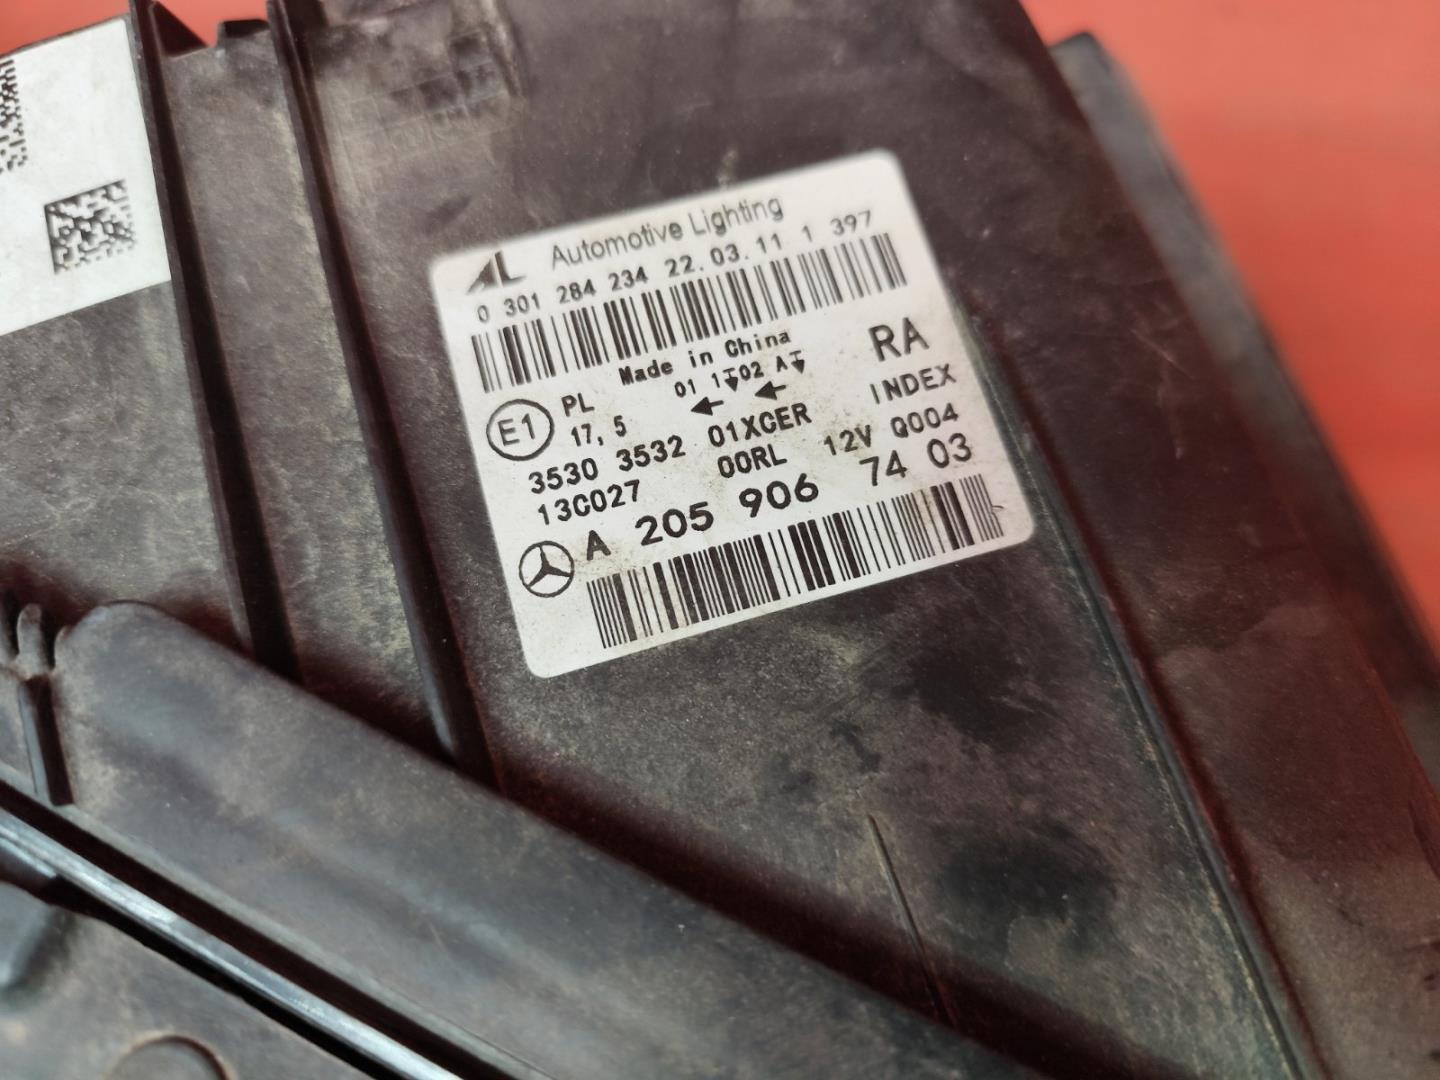 AL Automotive Lighting
0 301 284 234 22.03.11 1 397
Made in China
RA
E1 PL 01 1 02 A
17,5 INDEX
3530 3532 01XCER
13C027 00RL 12V Q004
A 205 906 74 03